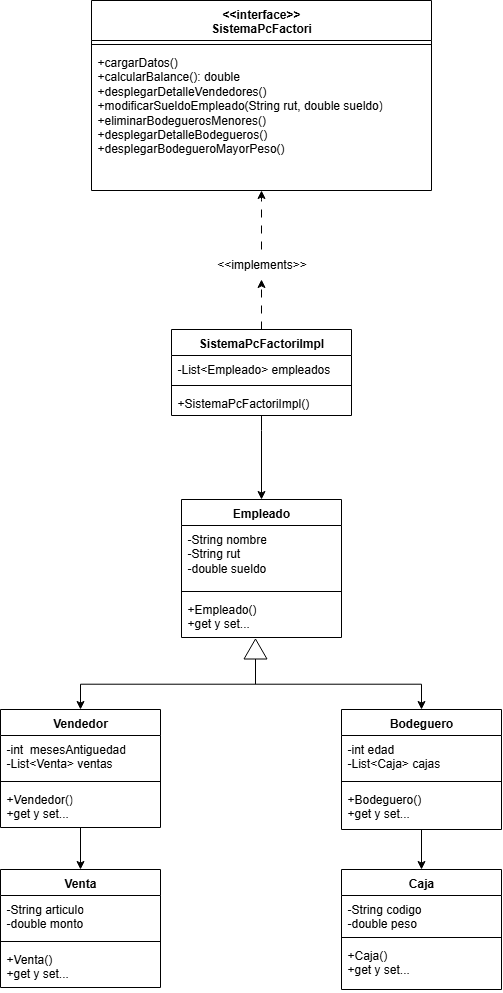 <<interface>>
SistemaPcFactori
+cargarDatos()
+calcularBalance(): double
+desplegarDetalleVendedores()
+modificarSueldoEmpleado(String rut, double sueldo)
+eliminarBodeguerosMenores()
+desplegarDetalleBodegueros()
+desplegarBodegueroMayorPeso()
<<implements>>
SistemaPcFactoriImpl
-List<Empleado> empleados
+SistemaPcFactoriImpl()
Empleado
-String nombre
-String rut
-double sueldo
+Empleado()
+get y set...
Vendedor
-int  mesesAntiguedad
-List<Venta> ventas
+Vendedor()
+get y set...
Bodeguero
-int edad
-List<Caja> cajas
+Bodeguero()
+get y set...
Venta
-String articulo
-double monto
+Venta()
+get y set...
Caja
-String codigo
-double peso
+Caja()
+get y set...